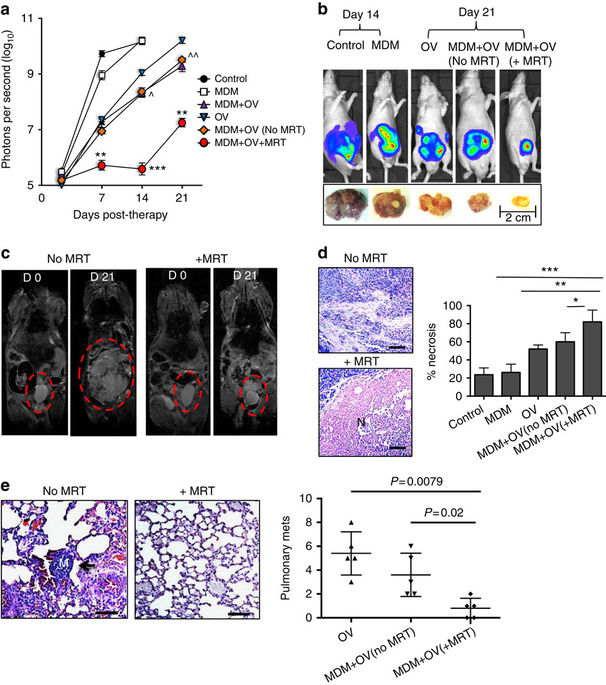 a
Photons per second (log10)
11
9
7
5
7
14
21
Days post-therapy
Control
MDM
MDM+OV
OV
MDM+OV (No MRT)
MDM+OV+MRT
^^
^
**
***
**
b
Day 14
Day 21
Control
MDM
OV
MDM+OV
(No MRT)
MDM+OV
(+ MRT)
2 cm
c
No MRT
+MRT
D 0
D 21
D 0
D 21
d
No MRT
+ MRT
N
% necrosis
100
80
60
40
20
0
***
**
*
Control
MDM
OV
MDM+OV(no MRT)
MDM+OV(+MRT)
e
No MRT
+ MRT
M
Pulmonary mets
10
8
6
4
2
0
P=0.0079
P=0.02
OV
MDM+OV(no MRT)
MDM+OV(+MRT)